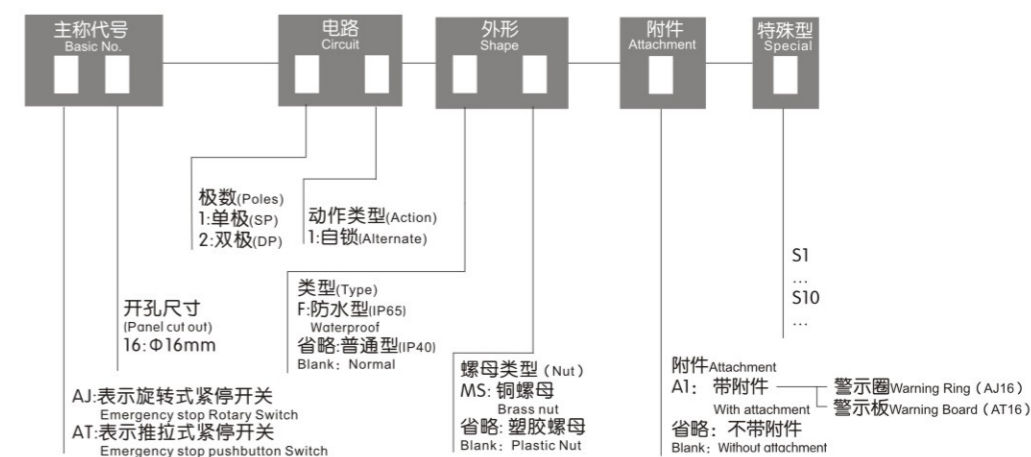 主称代号
Basic No.
电路
Circuit
外形
Shape
附件
Attachment
特殊型
Special
极数(Poles)
1:单极(SP)
2:双极(DP)
动作类型(Action)
1:自锁(Alternate)
S1
...
S10
...
开孔尺寸
(Panel cut out)
16:Φ16mm
类型(Type)
F:防水型(IP65)
Waterproof
省略:普通型(IP40)
Blank: Normal
AJ:表示旋转式紧停开关
Emergency stop Rotary Switch
AT:表示推拉式紧停开关
Emergency stop pushbutton Switch
螺母类型 (Nut)
MS: 铜螺母
Brass nut
省略: 塑胶螺母
Blank: Plastic Nut
附件Attachment
A1: 带附件 警示圈Warning Ring (AJ16)
With attachment 警示板Warning Board (AT16)
省略: 不带附件
Blank: Without attachment